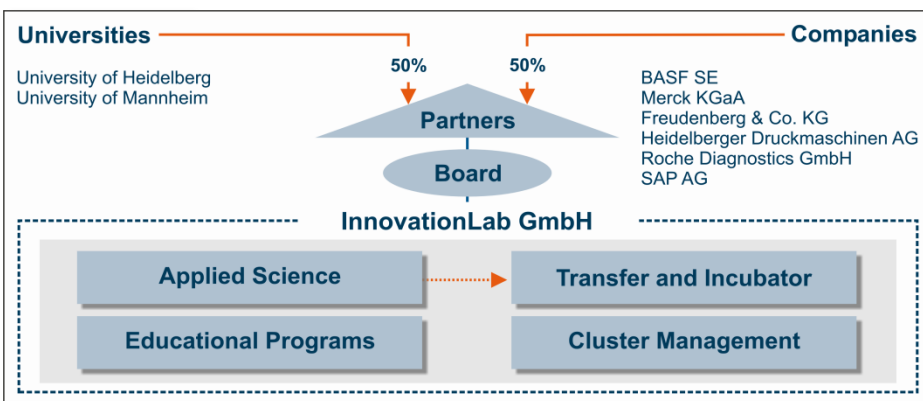 Universities
Companies
50%
50%
University of Heidelberg
University of Mannheim
BASF SE
Merck KGaA
Freudenberg & Co. KG
Heidelberger Druckmaschinen AG
Roche Diagnostics GmbH
SAP AG
Partners
Board
InnovationLab GmbH
Applied Science
Transfer and Incubator
Educational Programs
Cluster Management